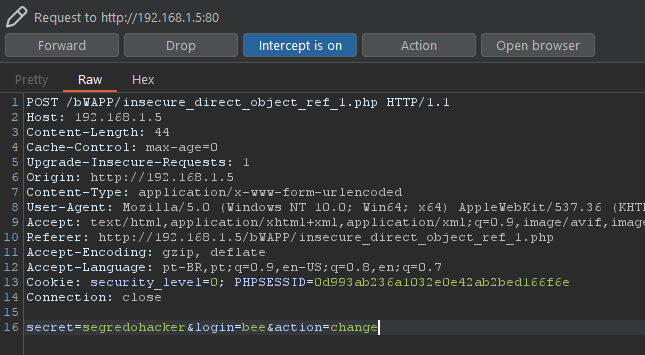 Request to http://192.168.1.5:80
Forward Drop Intercept is on Action Open browser
Pretty Raw Hex
1 POST /bWAPP/insecure_direct_object_ref_1.php HTTP/1.1
2 Host: 192.168.1.5
3 Content-Length: 44
4 Cache-Control: max-age=0
5 Upgrade-Insecure-Requests: 1
6 Origin: http://192.168.1.5
7 Content-Type: application/x-www-form-urlencoded
8 User-Agent: Mozilla/5.0 (Windows NT 10.0; Win64; x64) AppleWebKit/537.36 (KHT
9 Accept: text/html,application/xhtml+xml,application/xml;q=0.9,image/avif,imag
10 Referer: http://192.168.1.5/bWAPP/insecure_direct_object_ref_1.php
11 Accept-Encoding: gzip, deflate
12 Accept-Language: pt-BR,pt;q=0.9,en-US;q=0.8,en;q=0.7
13 Cookie: security_level=0; PHPSESSID=0d993ab236a1032e0e42ab2bed166f6e
14 Connection: close
15
16 secret=segredohacker&login=bee&action=change